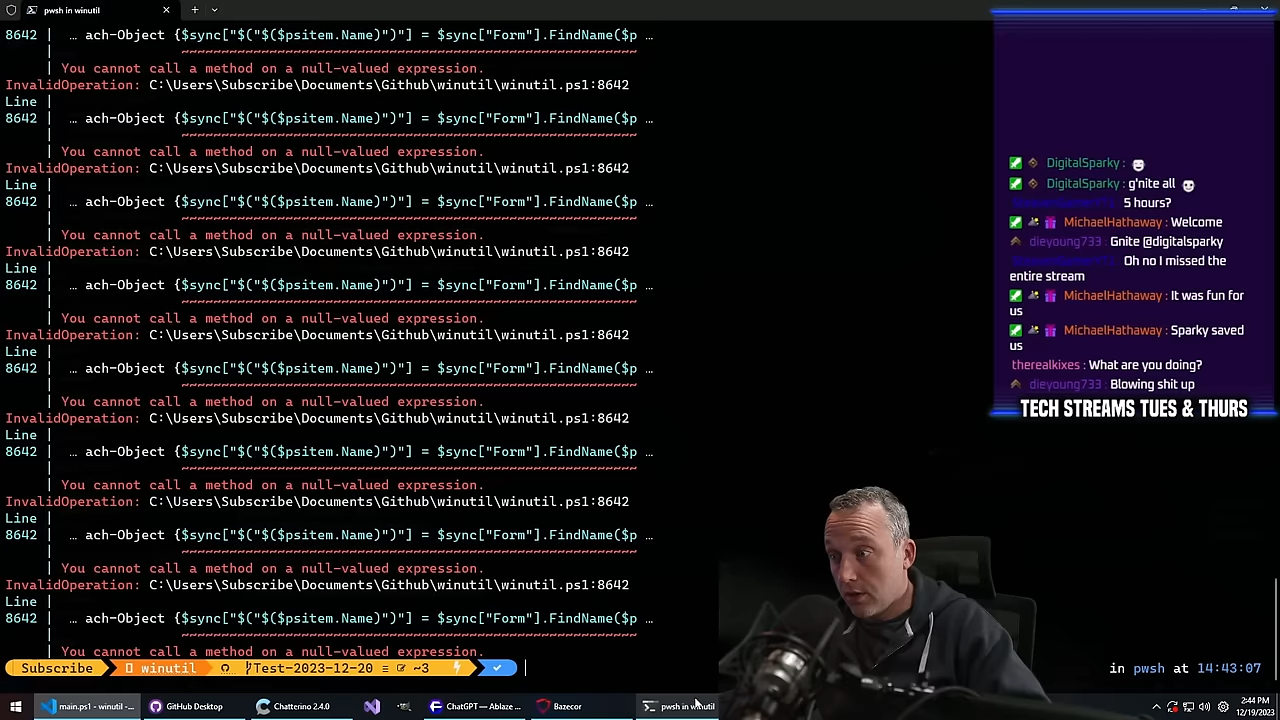 pwsh in winutil
8642 | … ach-Object {$sync["$("$($psitem.Name)")"] = $sync["Form"].FindName($p …
| ~~~~~~~~~~~~~~~~~~~~~~~~~~~~~~~~~~~~~~~~~~~~~~~~~~~~~~~
| You cannot call a method on a null-valued expression.
InvalidOperation: C:\Users\Subscribe\Documents\Github\winutil\winutil.ps1:8642
Line |
8642 | … ach-Object {$sync["$("$($psitem.Name)")"] = $sync["Form"].FindName($p …
| ~~~~~~~~~~~~~~~~~~~~~~~~~~~~~~~~~~~~~~~~~~~~~~~~~~~~~~~
| You cannot call a method on a null-valued expression.
InvalidOperation: C:\Users\Subscribe\Documents\Github\winutil\winutil.ps1:8642
Line |
8642 | … ach-Object {$sync["$("$($psitem.Name)")"] = $sync["Form"].FindName($p …
| ~~~~~~~~~~~~~~~~~~~~~~~~~~~~~~~~~~~~~~~~~~~~~~~~~~~~~~~
| You cannot call a method on a null-valued expression.
InvalidOperation: C:\Users\Subscribe\Documents\Github\winutil\winutil.ps1:8642
Line |
8642 | … ach-Object {$sync["$("$($psitem.Name)")"] = $sync["Form"].FindName($p …
| ~~~~~~~~~~~~~~~~~~~~~~~~~~~~~~~~~~~~~~~~~~~~~~~~~~~~~~~
| You cannot call a method on a null-valued expression.
InvalidOperation: C:\Users\Subscribe\Documents\Github\winutil\winutil.ps1:8642
Line |
8642 | … ach-Object {$sync["$("$($psitem.Name)")"] = $sync["Form"].FindName($p …
| ~~~~~~~~~~~~~~~~~~~~~~~~~~~~~~~~~~~~~~~~~~~~~~~~~~~~~~~
| You cannot call a method on a null-valued expression.
InvalidOperation: C:\Users\Subscribe\Documents\Github\winutil\winutil.ps1:8642
Line |
8642 | … ach-Object {$sync["$("$($psitem.Name)")"] = $sync["Form"].FindName($p …
| ~~~~~~~~~~~~~~~~~~~~~~~~~~~~~~~~~~~~~~~~~~~~~~~~~~~~~~~
| You cannot call a method on a null-valued expression.
InvalidOperation: C:\Users\Subscribe\Documents\Github\winutil\winutil.ps1:8642
Line |
8642 | … ach-Object {$sync["$("$($psitem.Name)")"] = $sync["Form"].FindName($p …
| ~~~~~~~~~~~~~~~~~~~~~~~~~~~~~~~~~~~~~~~~~~~~~~~~~~~~~~~
| You cannot call a method on a null-valued expression.
InvalidOperation: C:\Users\Subscribe\Documents\Github\winutil\winutil.ps1:8642
Line |
8642 | … ach-Object {$sync["$("$($psitem.Name)")"] = $sync["Form"].FindName($p …
| ~~~~~~~~~~~~~~~~~~~~~~~~~~~~~~~~~~~~~~~~~~~~~~~~~~~~~~~
| You cannot call a method on a null-valued expression.
Subscribe winutil Test-2023-12-20 ≡ ~3
in pwsh at 14:43:07
DigitalSparky :
DigitalSparky : g'nite all
5 hours?
MichaelHathaway : Welcome
dieyoung733 : Gnite @digitalsparky
Oh no I missed the
entire stream
MichaelHathaway : It was fun for
us
MichaelHathaway : Sparky saved
us
therealkixes : What are you doing?
dieyoung733 : Blowing shit up
TECH STREAMS TUES & THURS
main.ps1 - winutil -...
GitHub Desktop
Chatterino 2.4.0
ChatGPT — Ablaze ...
Bazecor
pwsh in winutil
2:44 PM
12/19/2023